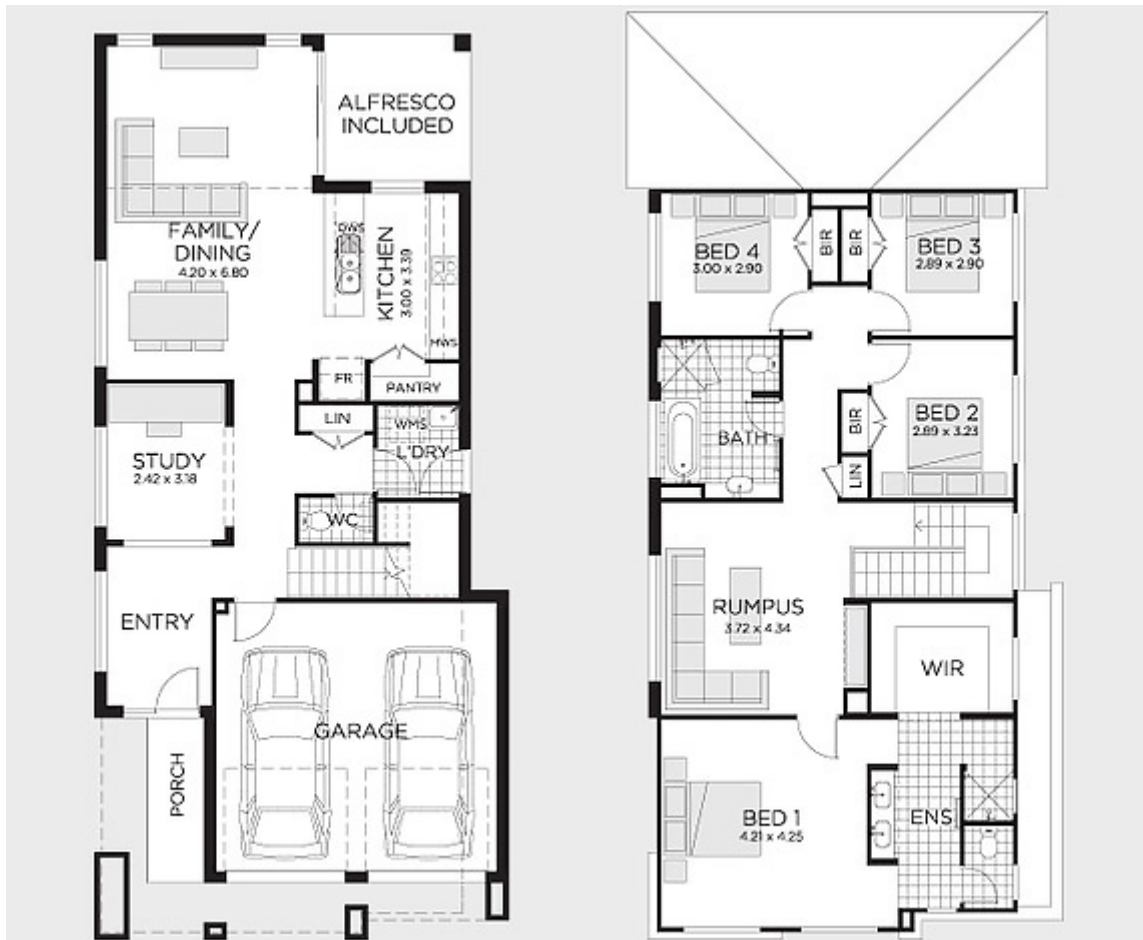 ALFRESCO
INCLUDED
FAMILY/
DINING
4.20 x 6.80
DWS
KITCHEN
3.00 x 3.39
MWS
FR
PANTRY
LIN
WMS
L'DRY
STUDY
2.42 x 3.18
WC
ENTRY
GARAGE
PORCH
BED 4
3.00 x 2.90
BIR
BIR
BED 3
2.89 x 2.90
BED 2
2.89 x 3.23
BIR
BATH
LIN
RUMPUS
3.72 x 4.34
WIR
BED 1
4.21 x 4.25
ENS